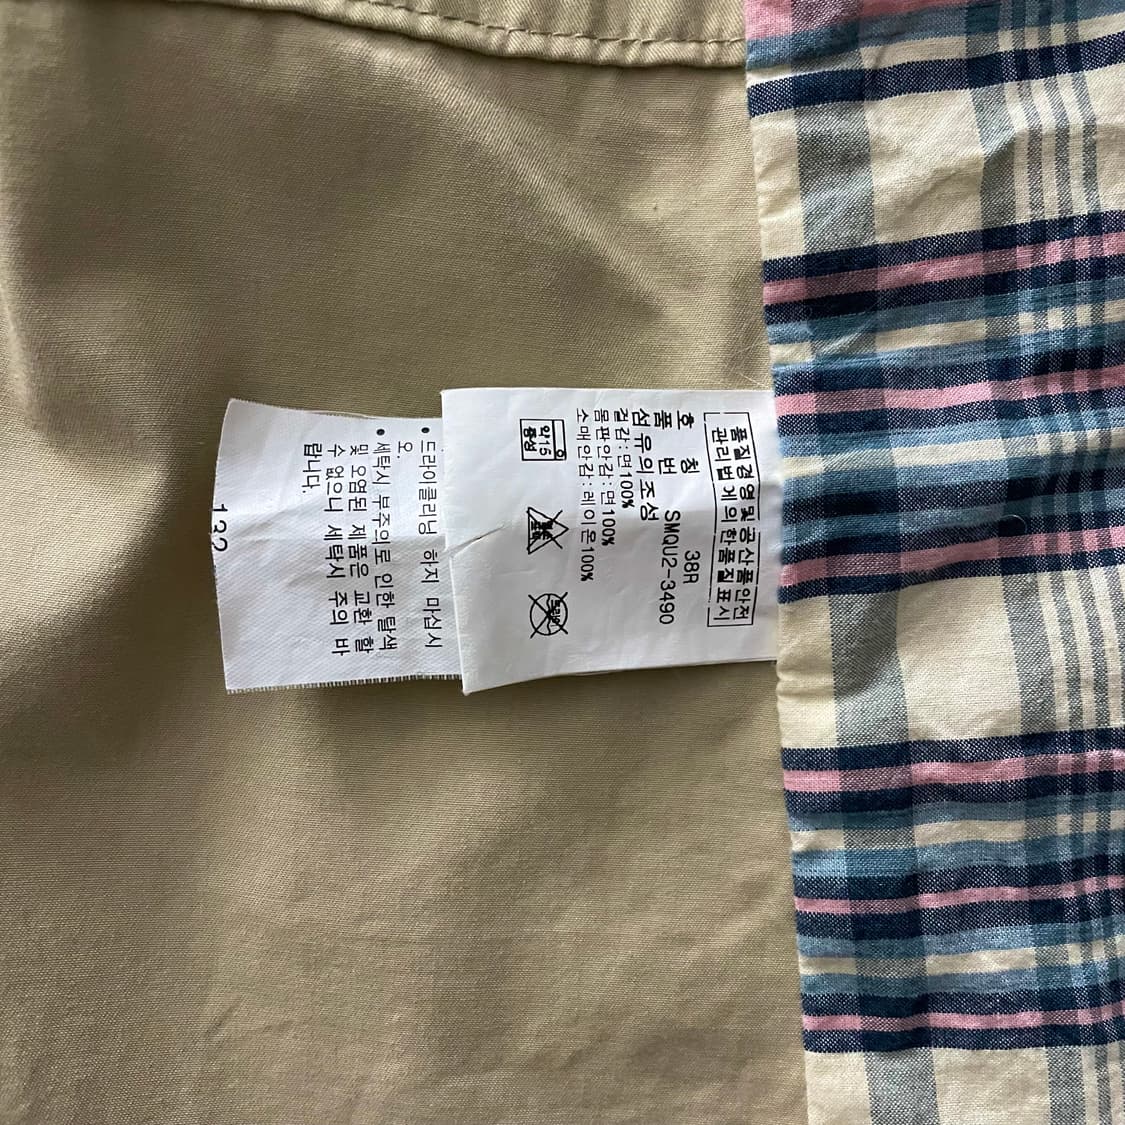 품질경영및공산품안전
관리법에의한품질표시
호 칭 38R
품 번 SMQU2-3490
섬유의조성
겉감:면100%
몸판안감:면100%
소매안감:레이온100%
약15
중성
• 드라이클리닝 하지 마십시
오.
• 세탁시 부주의로 인한 탈색
및 오염된 제품은 교환 할
수 없으니 세탁시 주의 바
랍니다.
132